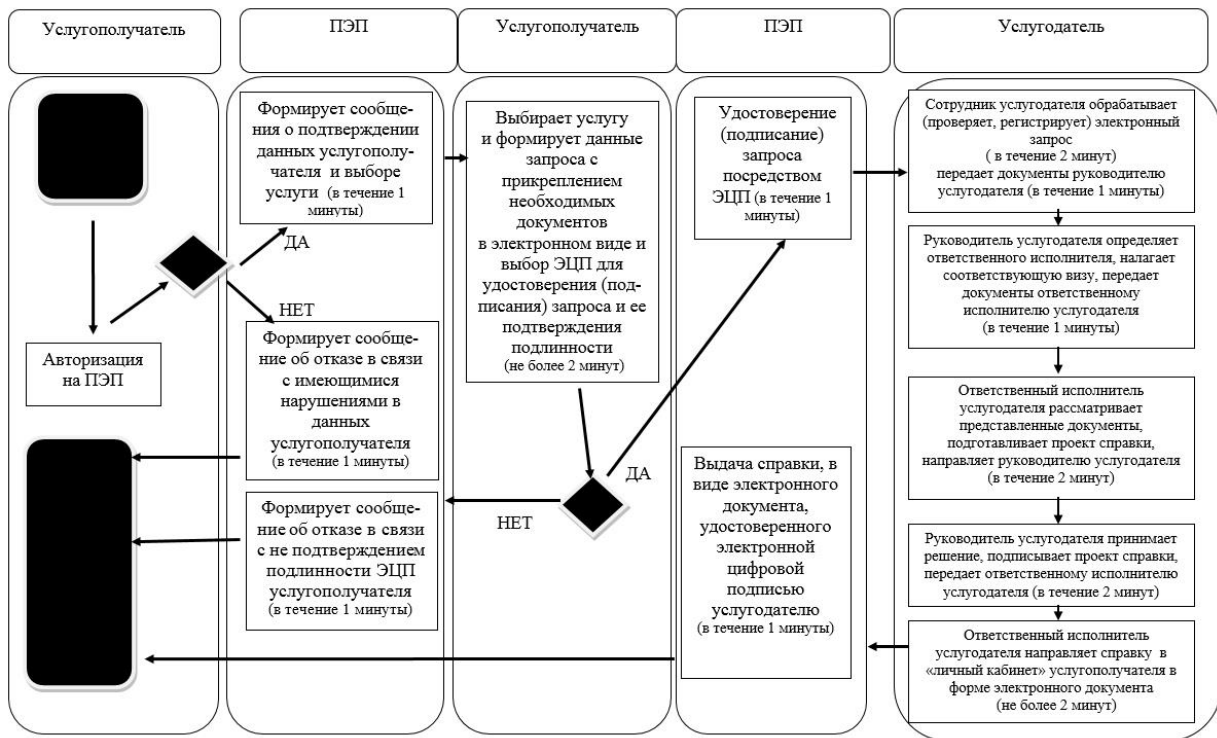 Услугополучатель
ПЭП
Услугополучатель
ПЭП
Услугодатель
Авторизация
на ПЭП
Формирует сообще-
ния о подтверждении
данных услугополу-
чателя и выборе
услуги (в течение 1
минуты)
ДА
НЕТ
Формирует сообще-
ние об отказе в связи
с имеющимися
нарушениями в
данных
услугополучателя
(в течение 1 минуты)
Формирует сообще-
ние об отказе в связи
с не подтверждением
подлинности ЭЦП
услугополучателя
(в течение 1 минуты)
Выбирает услугу
и формирует данные
запроса с
прикреплением
необходимых
документов
в электронном виде и
выбор ЭЦП для
удостоверения (под-
писания) запроса и ее
подтверждения
подлинности
(не более 2 минут)
ДА
НЕТ
Удостоверение
(подписание)
запроса
посредством
ЭЦП (в течение 1
минуты)
Выдача справки, в
виде электронного
документа,
удостоверенного
электронной
цифровой
подписью
услугодателю
(в течение 1 минуты)
Сотрудник услугодателя обрабатывает
(проверяет, регистрирует) электронный
запрос
( в течение 2 минут)
передает документы руководителю
услугодателя (в течение 1 минуты)
Руководитель услугодателя определяет
ответственного исполнителя, налагает
соответствующую визу, передает
документы ответственному
исполнителю услугодателя
(в течение 1 минуты)
Ответственный исполнитель
услугодателя рассматривает
представленные документы,
подготавливает проект справки,
направляет руководителю услугодателя
(в течение 2 минут)
Руководитель услугодателя принимает
решение, подписывает проект справки,
передает ответственному исполнителю
услугодателя (в течение 2 минут)
Ответственный исполнитель
услугодателя направляет справку в
«личный кабинет» услугополучателя в
форме электронного документа
(не более 2 минут)